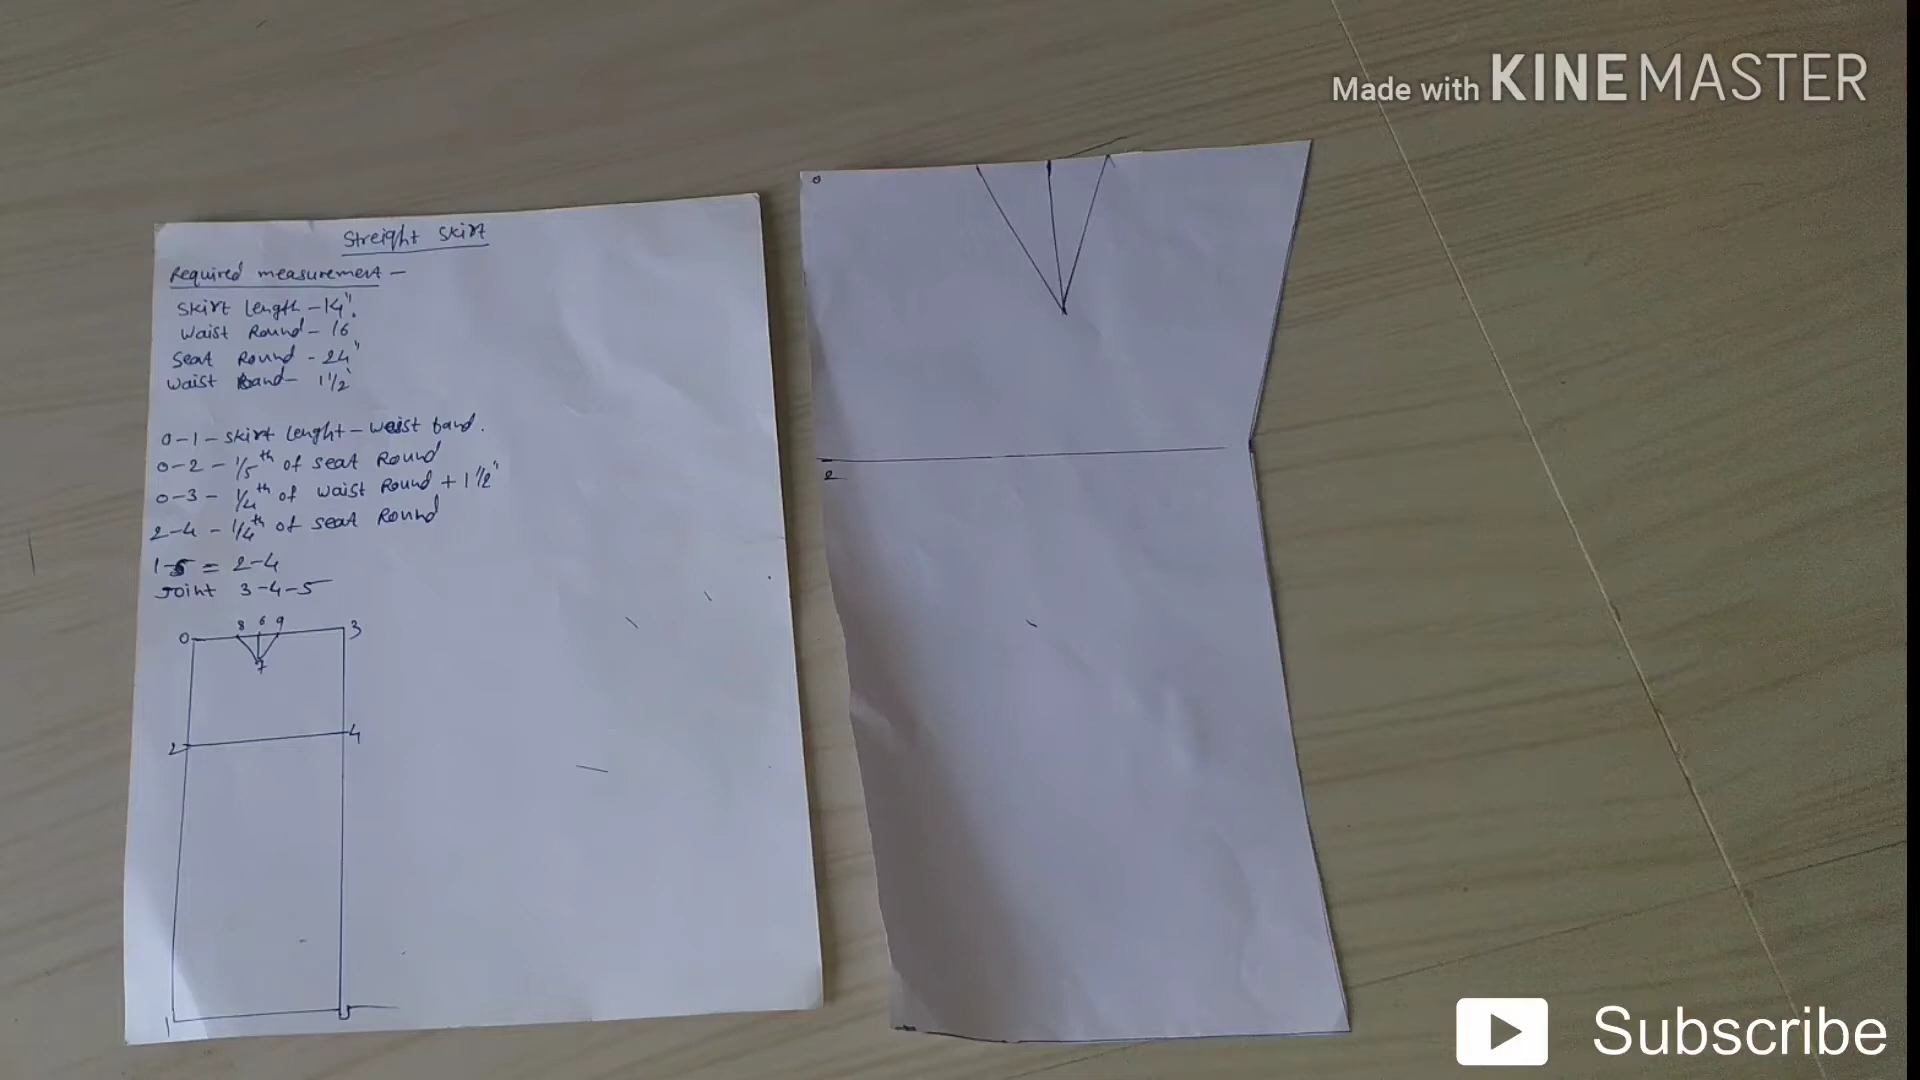 Made with KINEMASTER
Streight Skirt
Required measurement —
Skirt length - 14".
Waist Round - 16
Seat Round - 24"
Waist Band - 1 1/2"
0-1 - skirt lenght - waist band.
0-2 - 1/5th of seat Round
0-3 - 1/4th of waist Round + 1 1/2"
2-4 - 1/4th of seat Round
1-5 = 2-4
Joint 3-4-5
0 8 6 9 3
7
2 4
1
0
2
Subscribe